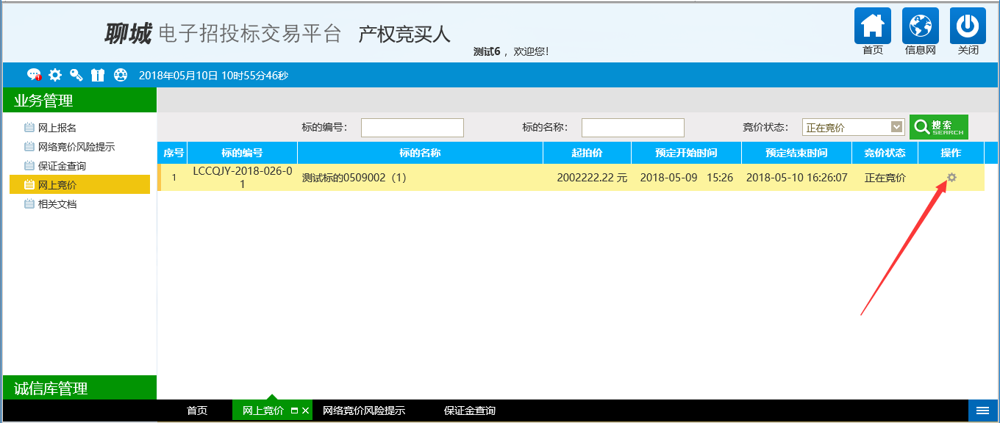 聊城 电子招投标交易平台 产权竞买人
测试6 ，欢迎您！
首页 信息网 关闭
2018年05月10日 10时55分46秒
业务管理
网上报名
网络竞价风险提示
保证金查询
网上竞价
相关文档
标的编号： 标的名称： 竞价状态： 正在竞价 搜索
SEARCH
序号 标的编号 标的名称 起拍价 预定开始时间 预定结束时间 竞价状态 操作
1 LCCQJY-2018-026-0 测试标的0509002（1） 2002222.22 元 2018-05-09 15:26 2018-05-10 16:26:07 正在竞价
1
诚信库管理
首页 网上竞价 网络竞价风险提示 保证金查询